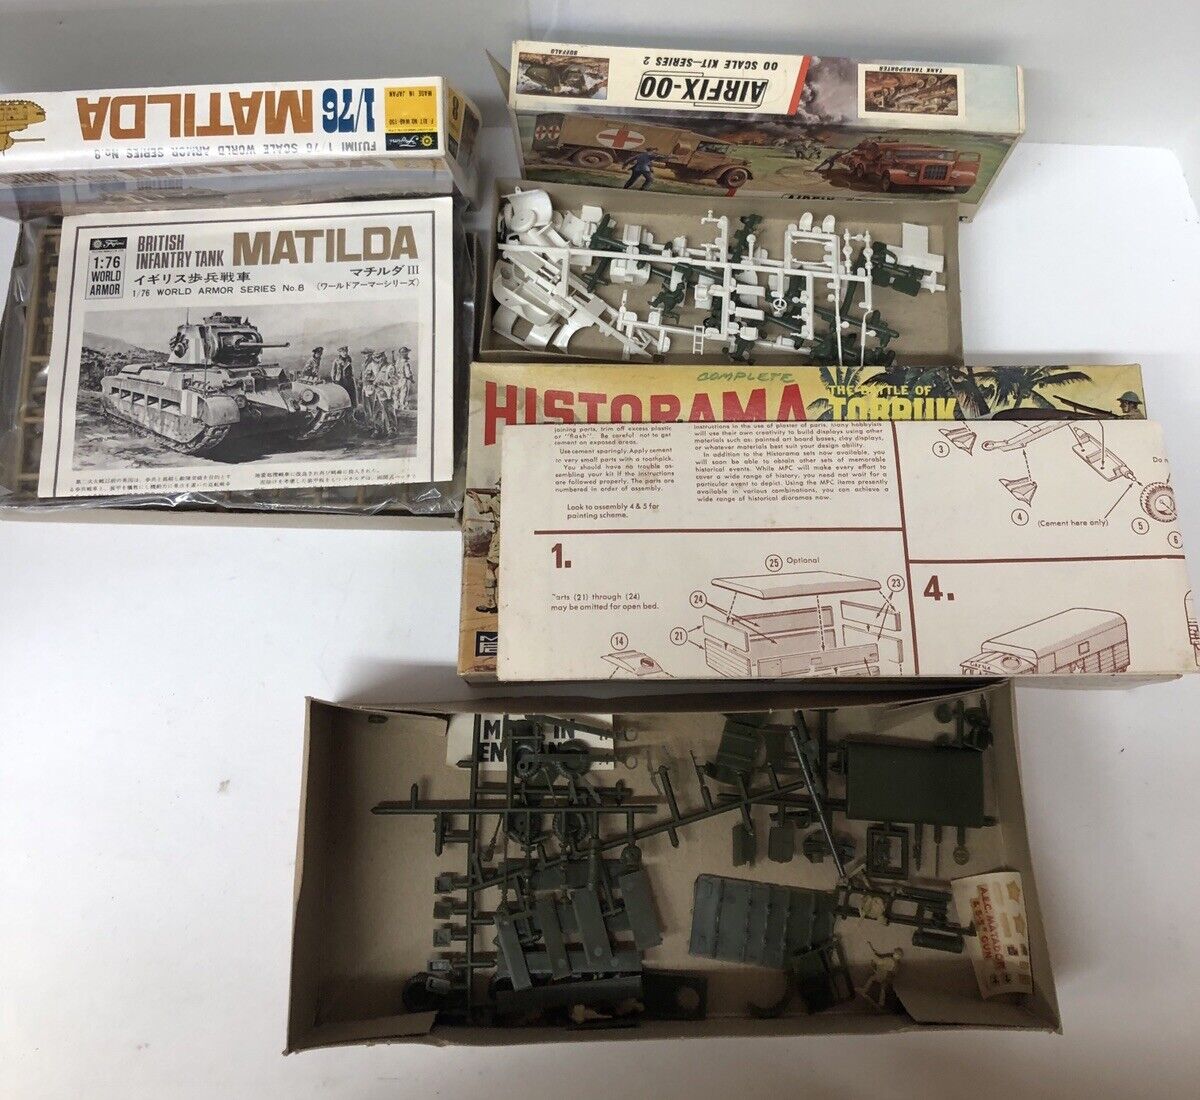 1/76 MATILDA
MADE IN JAPAN
8
FUJIMI 1/76 SCALE WORLD ARMOR SERIES No.8
Fujimi
1:76
WORLD
ARMOR
BRITISH
INFANTRY TANK
MATILDA
イギリス歩兵戦車
マチルダ III
1/76 WORLD ARMOR SERIES No.8
(ワールドアーマーシリーズ)
BUFFALO
AIRFIX-00
00 SCALE KIT—SERIES 2
TANK TRANSPORTER
COMPLETE
HISTORAMA
THE BATTLE OF
TOBRUK
joining parts, trim off excess plastic
or "flash". Be careful not to get
cement on exposed areas.
Use cement sparingly. Apply cement
to very small parts with a toothpick.
You should have no trouble as-
sembling your kit if the instructions
are followed properly. The parts are
numbered in order of assembly.
Look to assembly 4 & 5 for
painting scheme.
instructions in the use of plaster of paris. Many hobbyists
will use their own creativity to build displays using other
materials such as: painted art board bases, clay displays,
or whatever materials best suit your design ability.
In addition to the Historama sets now available, you
will soon be able to obtain other sets of memorable
historical events. While MPC will make every effort to
cover a wide range of history, you need not wait for a
particular event to depict. Using the MPC items presently
available in various combinations, you can achieve a
wide range of historical dioramas now.
3
4
(Cement here only)
5
6
Do n
1.
25 Optional
Parts (21) through (24)
may be omitted for open bed.
24
23
21
14
4.
MADE IN
ENGLAND
A.E.C. MATADOR
& 5.5" GUN